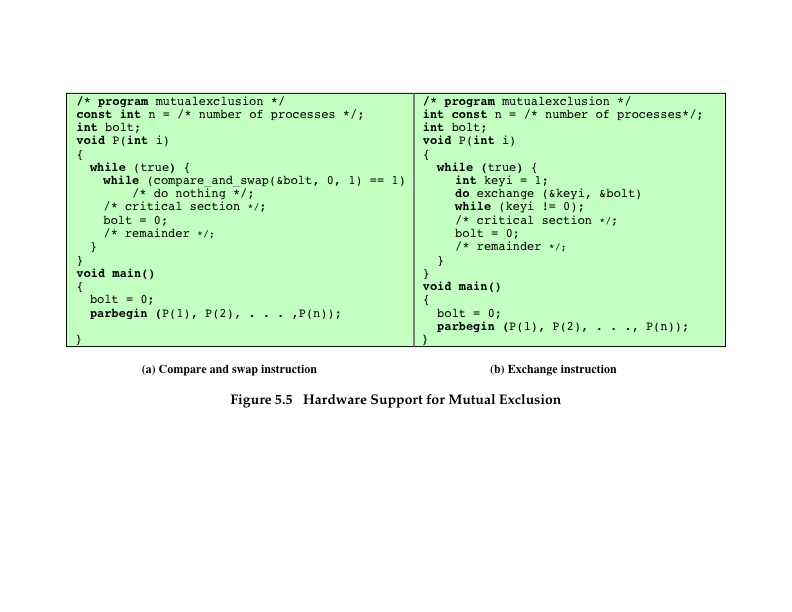 /* program mutualexclusion */
const int n = /* number of processes */;
int bolt;
void P(int i)
{
while (true) {
while (compare_and_swap(&bolt, 0, 1) == 1)
/* do nothing */;
/* critical section */;
bolt = 0;
/* remainder */;
}
}
void main()
{
bolt = 0;
parbegin (P(1), P(2), . . . ,P(n));
}
/* program mutualexclusion */
int const n = /* number of processes*/;
int bolt;
void P(int i)
{
while (true) {
int keyi = 1;
do exchange (&keyi, &bolt)
while (keyi != 0);
/* critical section */;
bolt = 0;
/* remainder */;
}
}
void main()
{
bolt = 0;
parbegin (P(1), P(2), . . ., P(n));
}
(a) Compare and swap instruction
(b) Exchange instruction
Figure 5.5 Hardware Support for Mutual Exclusion